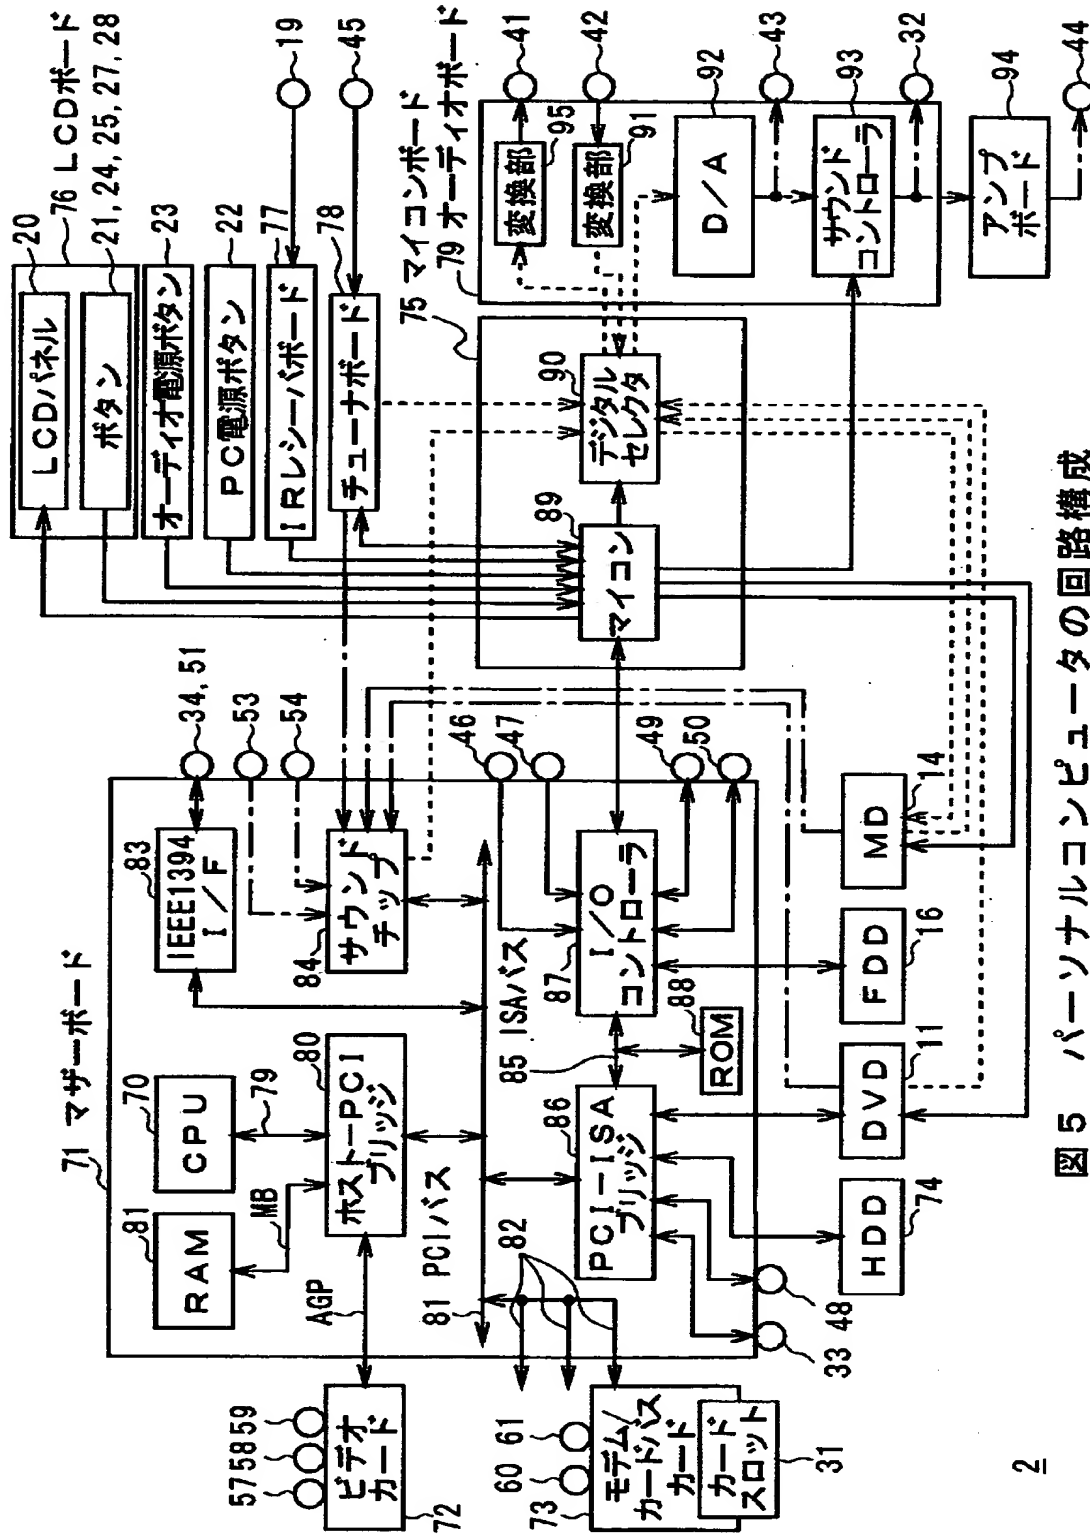 71 マザーボード
57 58 59
ビデオ
カード
72
AGP
81
RAM
MB
70
CPU
79
80
ホスト－PCI
ブリッジ
81 PCIバス
82
83
IEEE1394
I／F
34, 51
53
54
84
サウンド
チップ
85 ISAバス
86
PCI－ISA
ブリッジ
88
ROM
87
I／O
コントローラ
46
47
49
50
60 61
モデム／
カードバス
カード
73
カード
スロット
31
33
48
HDD
74
DVD
11
FDD
16
MD
14
20
76 LCDボード
LCDパネル
21, 24, 25, 27, 28
ボタン
23
オーディオ電源ボタン
22
PC電源ボタン
77
IRレシーバボード
19
78
チューナボード
45
75 マイコンボード
89
マイコン
90
デジタル
セレクタ
79 オーディオボード
変換部
95
41
変換部
91
42
D／A
92
43
サウンド
コントローラ
93
32
アンプ
ボード
94
44
2
図5 パーソナルコンピュータの回路構成